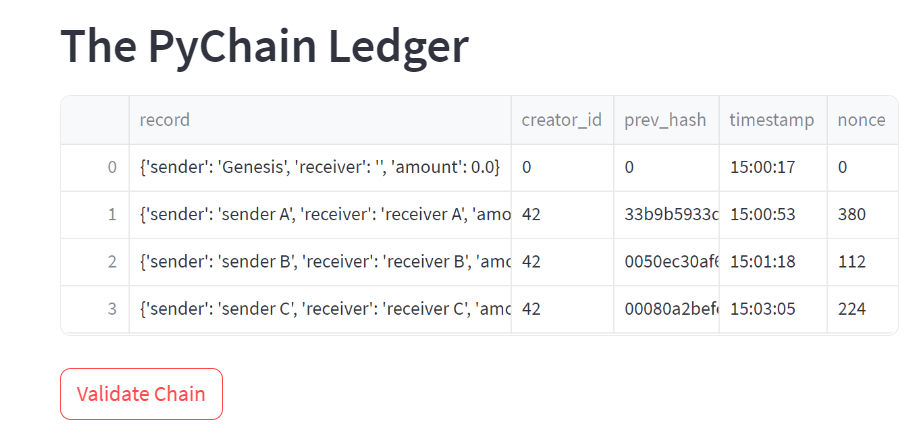 The PyChain Ledger
record creator_id prev_hash timestamp nonce
0 {'sender': 'Genesis', 'receiver': '', 'amount': 0.0} 0 0 15:00:17 0
1 {'sender': 'sender A', 'receiver': 'receiver A', 'amo 42 33b9b5933c 15:00:53 380
2 {'sender': 'sender B', 'receiver': 'receiver B', 'amo 42 0050ec30af6 15:01:18 112
3 {'sender': 'sender C', 'receiver': 'receiver C', 'amo 42 00080a2befe 15:03:05 224
Validate Chain